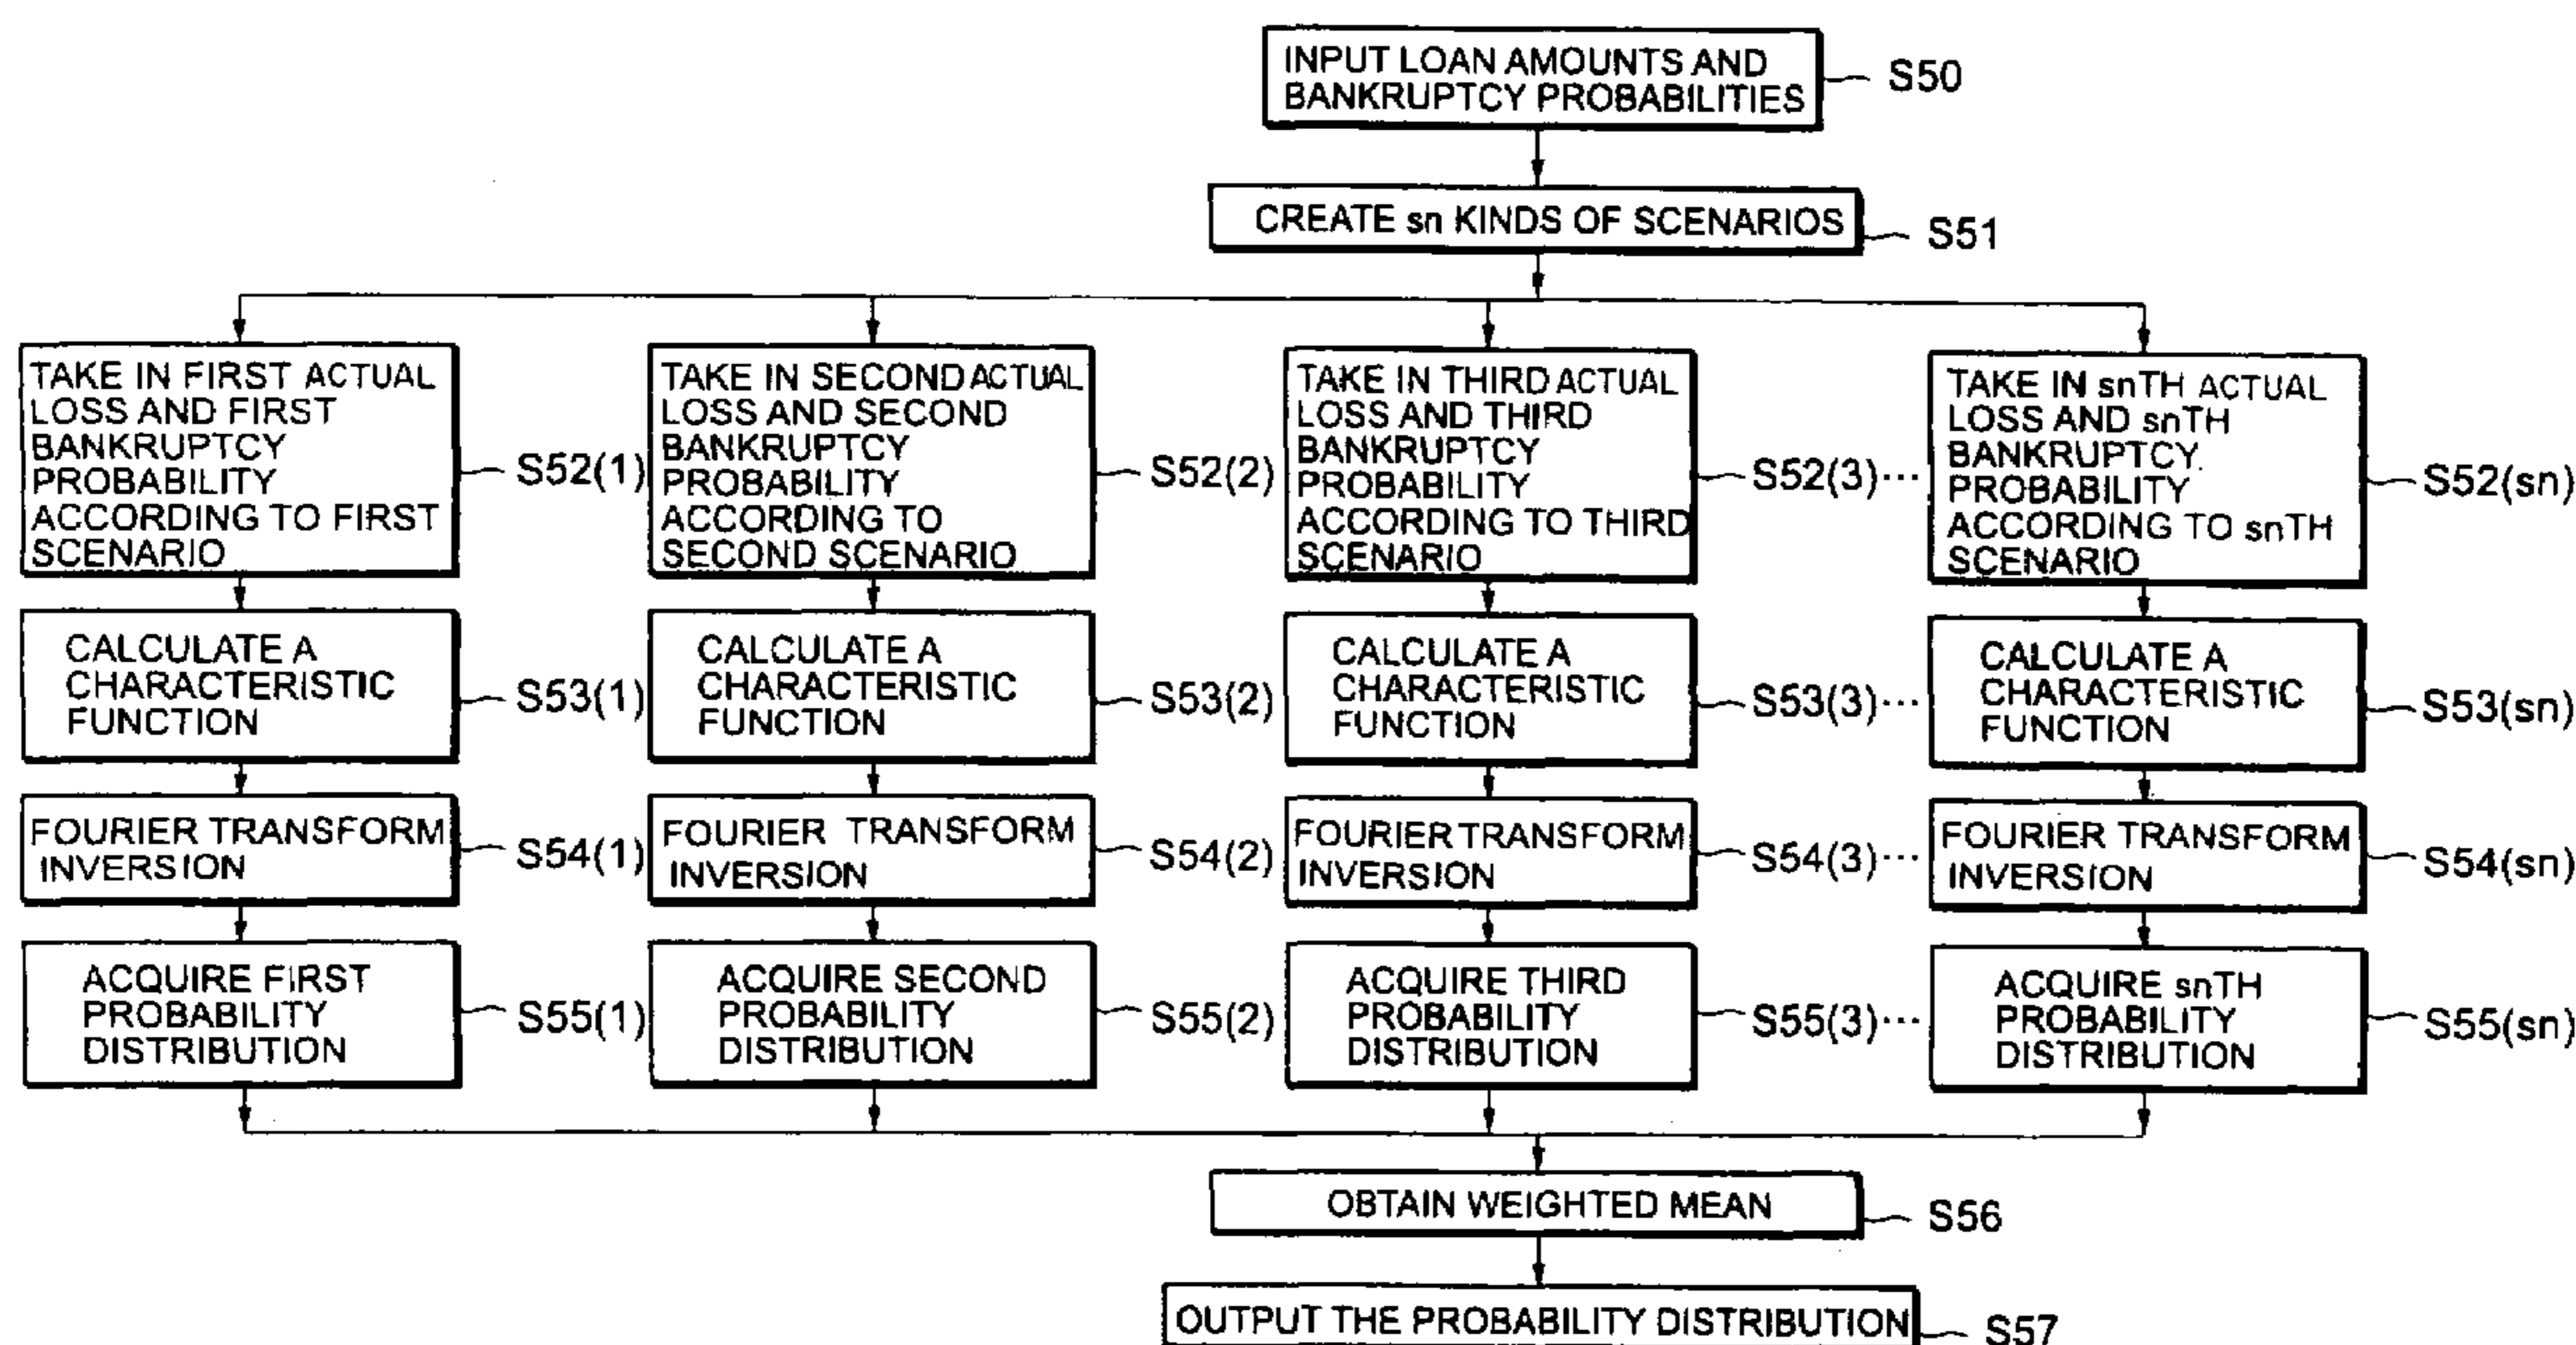 INPUT LOAN AMOUNTS AND
BANKRUPTCY PROBABILITIES
S50
CREATE sn KINDS OF SCENARIOS
S51
TAKE IN FIRST ACTUAL
LOSS AND FIRST
BANKRUPTCY
PROBABILITY
ACCORDING TO FIRST
SCENARIO
S52(1)
TAKE IN SECOND ACTUAL
LOSS AND SECOND
BANKRUPTCY
PROBABILITY
ACCORDING TO
SECOND SCENARIO
S52(2)
TAKE IN THIRD ACTUAL
LOSS AND THIRD
BANKRUPTCY
PROBABILITY
ACCORDING TO THIRD
SCENARIO
S52(3)...
TAKE IN snTH ACTUAL
LOSS AND snTH
BANKRUPTCY
PROBABILITY
ACCORDING TO snTH
SCENARIO
S52(sn)
CALCULATE A
CHARACTERISTIC
FUNCTION
S53(1)
CALCULATE A
CHARACTERISTIC
FUNCTION
S53(2)
CALCULATE A
CHARACTERISTIC
FUNCTION
S53(3)...
CALCULATE A
CHARACTERISTIC
FUNCTION
S53(sn)
FOURIER TRANSFORM
INVERSION
S54(1)
FOURIER TRANSFORM
INVERSION
S54(2)
FOURIER TRANSFORM
INVERSION
S54(3)...
FOURIER TRANSFORM
INVERSION
S54(sn)
ACQUIRE FIRST
PROBABILITY
DISTRIBUTION
S55(1)
ACQUIRE SECOND
PROBABILITY
DISTRIBUTION
S55(2)
ACQUIRE THIRD
PROBABILITY
DISTRIBUTION
S55(3)...
ACQUIRE snTH
PROBABILITY
DISTRIBUTION
S55(sn)
OBTAIN WEIGHTED MEAN
S56
OUTPUT THE PROBABILITY DISTRIBUTION
S57